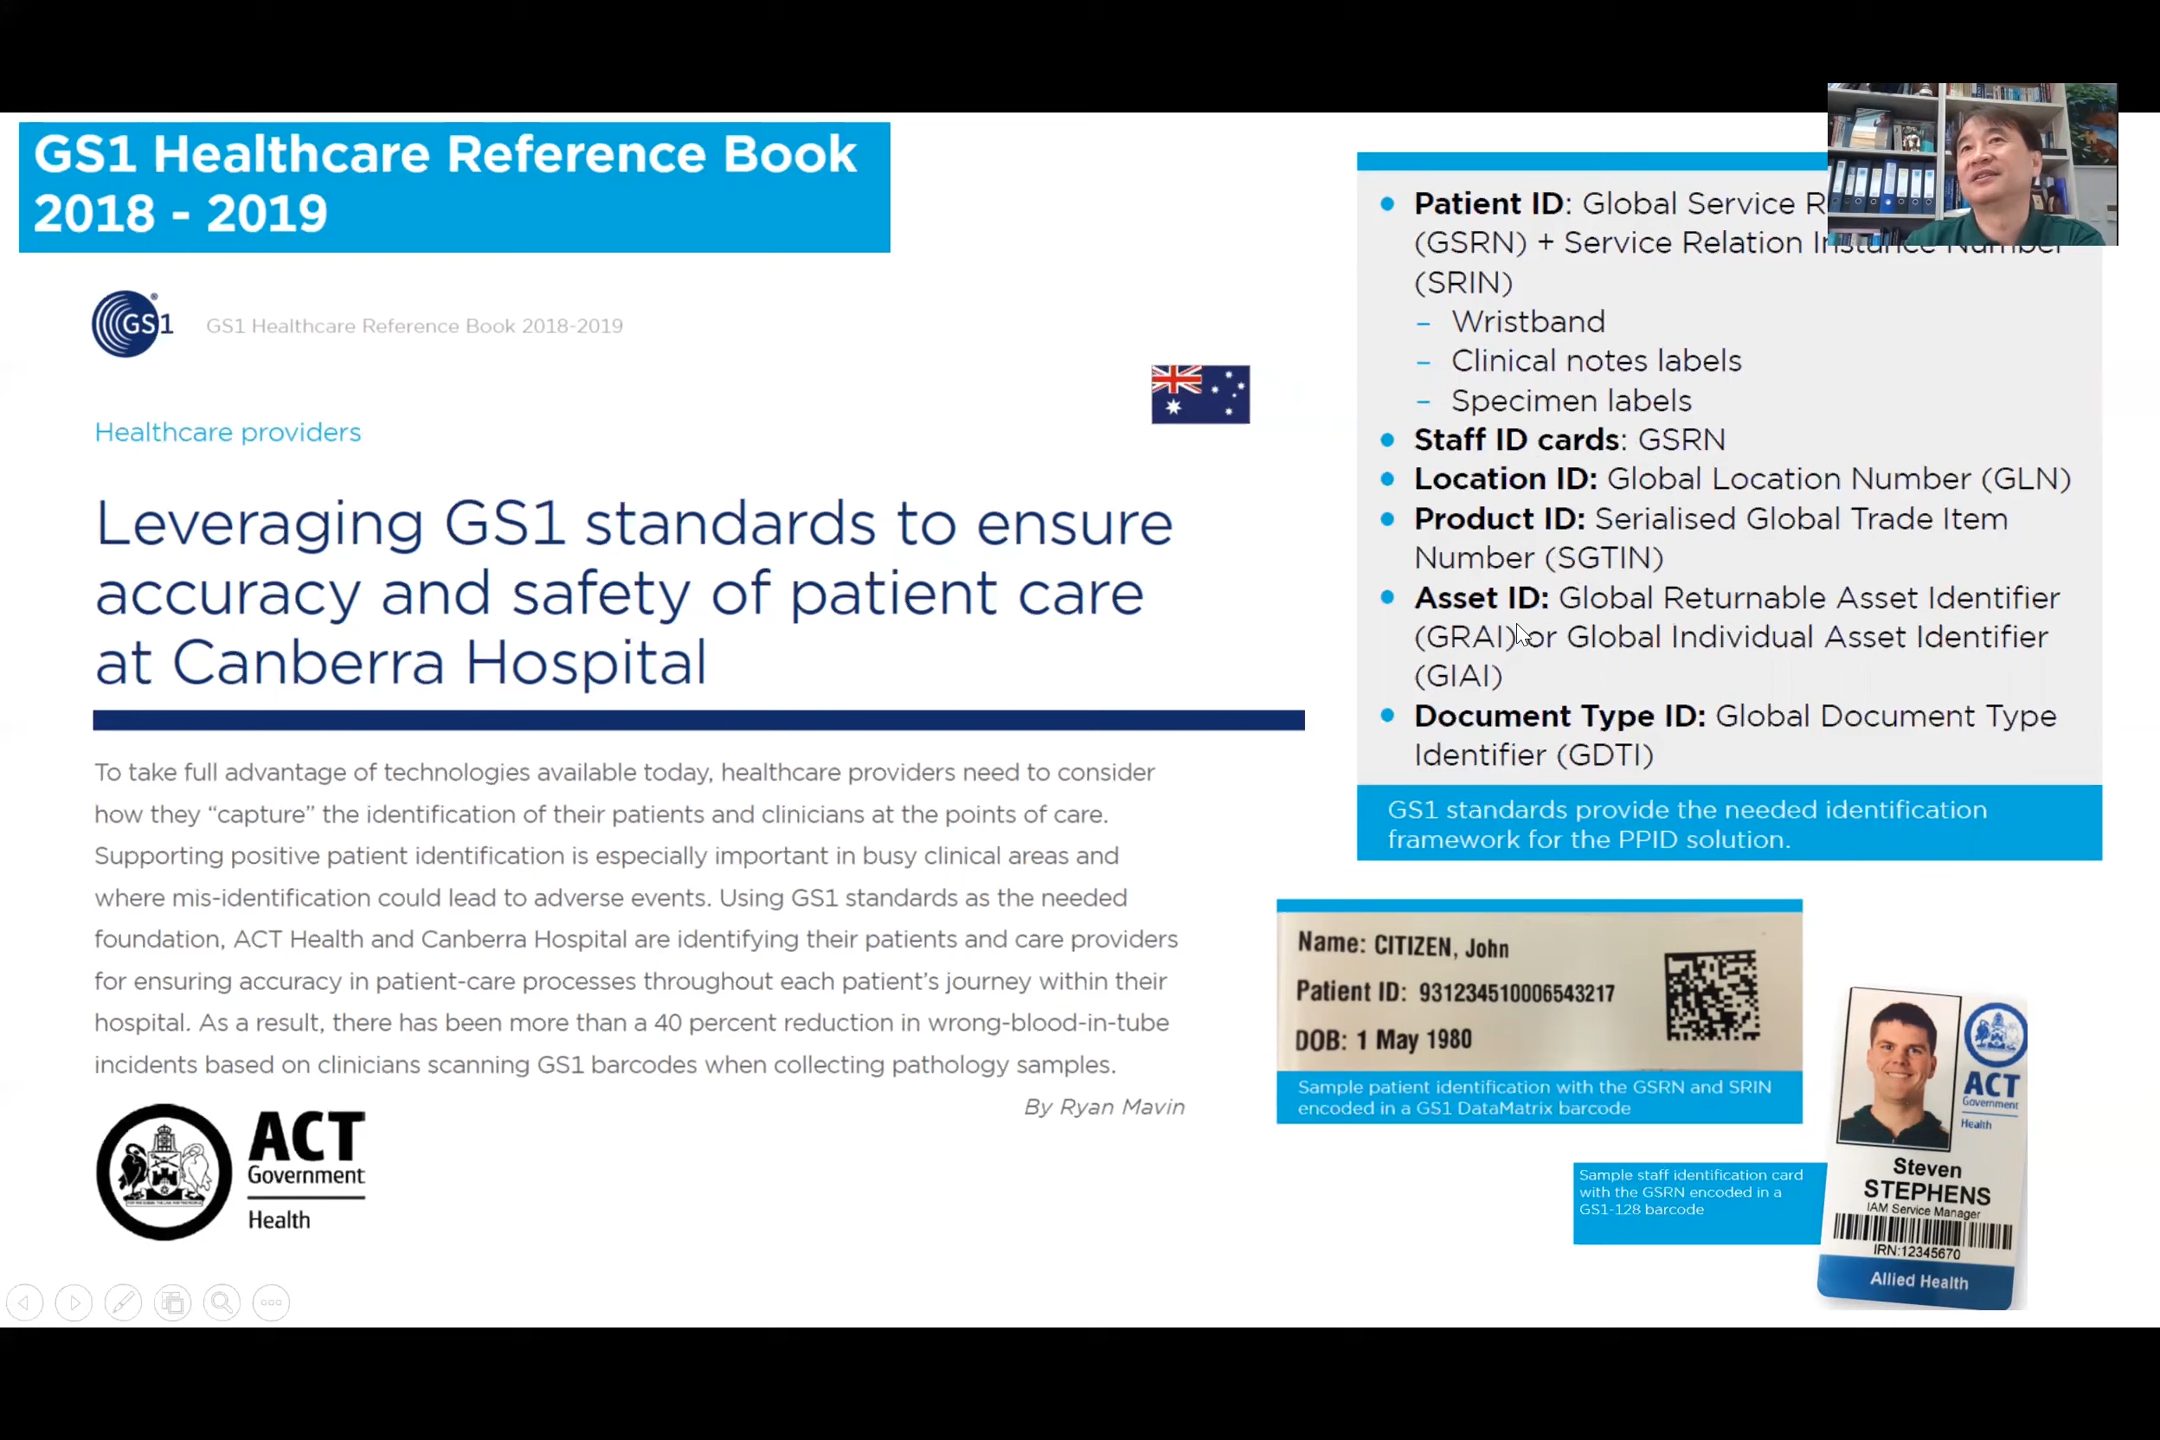 GS1 Healthcare Reference Book
2018 - 2019
GS1
GS1 Healthcare Reference Book 2018-2019
Healthcare providers
Leveraging GS1 standards to ensure
accuracy and safety of patient care
at Canberra Hospital
To take full advantage of technologies available today, healthcare providers need to consider
how they “capture” the identification of their patients and clinicians at the points of care.
Supporting positive patient identification is especially important in busy clinical areas and
where mis-identification could lead to adverse events. Using GS1 standards as the needed
foundation, ACT Health and Canberra Hospital are identifying their patients and care providers
for ensuring accuracy in patient-care processes throughout each patient’s journey within their
hospital. As a result, there has been more than a 40 percent reduction in wrong-blood-in-tube
incidents based on clinicians scanning GS1 barcodes when collecting pathology samples.
By Ryan Mavin
ACT
Government
Health
• Patient ID: Global Service
(GSRN) + Service Relation Instance Number
(SRIN)
– Wristband
– Clinical notes labels
– Specimen labels
• Staff ID cards: GSRN
• Location ID: Global Location Number (GLN)
• Product ID: Serialised Global Trade Item
Number (SGTIN)
• Asset ID: Global Returnable Asset Identifier
(GRAI) or Global Individual Asset Identifier
(GIAI)
• Document Type ID: Global Document Type
Identifier (GDTI)
GS1 standards provide the needed identification
framework for the PPID solution.
Name: CITIZEN, John
Patient ID: 931234510006543217
DOB: 1 May 1980
Sample patient identification with the GSRN and SRIN
encoded in a GS1 DataMatrix barcode
Sample staff identification card
with the GSRN encoded in a
GS1-128 barcode
ACT
Government
Health
Steven
STEPHENS
IAM Service Manager
IRN:12345670
Allied Health